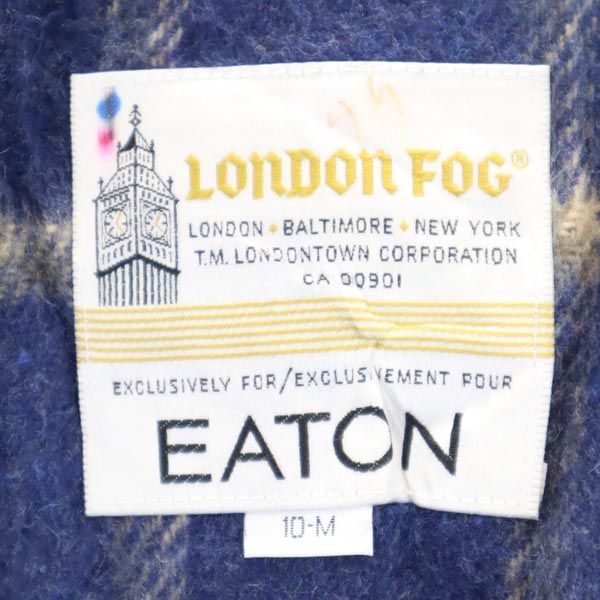 LONDON FOG®
LONDON • BALTIMORE • NEW YORK
T.M. LONDONTOWN CORPORATION
CA 00901
EXCLUSIVELY FOR/EXCLUSIVEMENT POUR
EATON
10-M